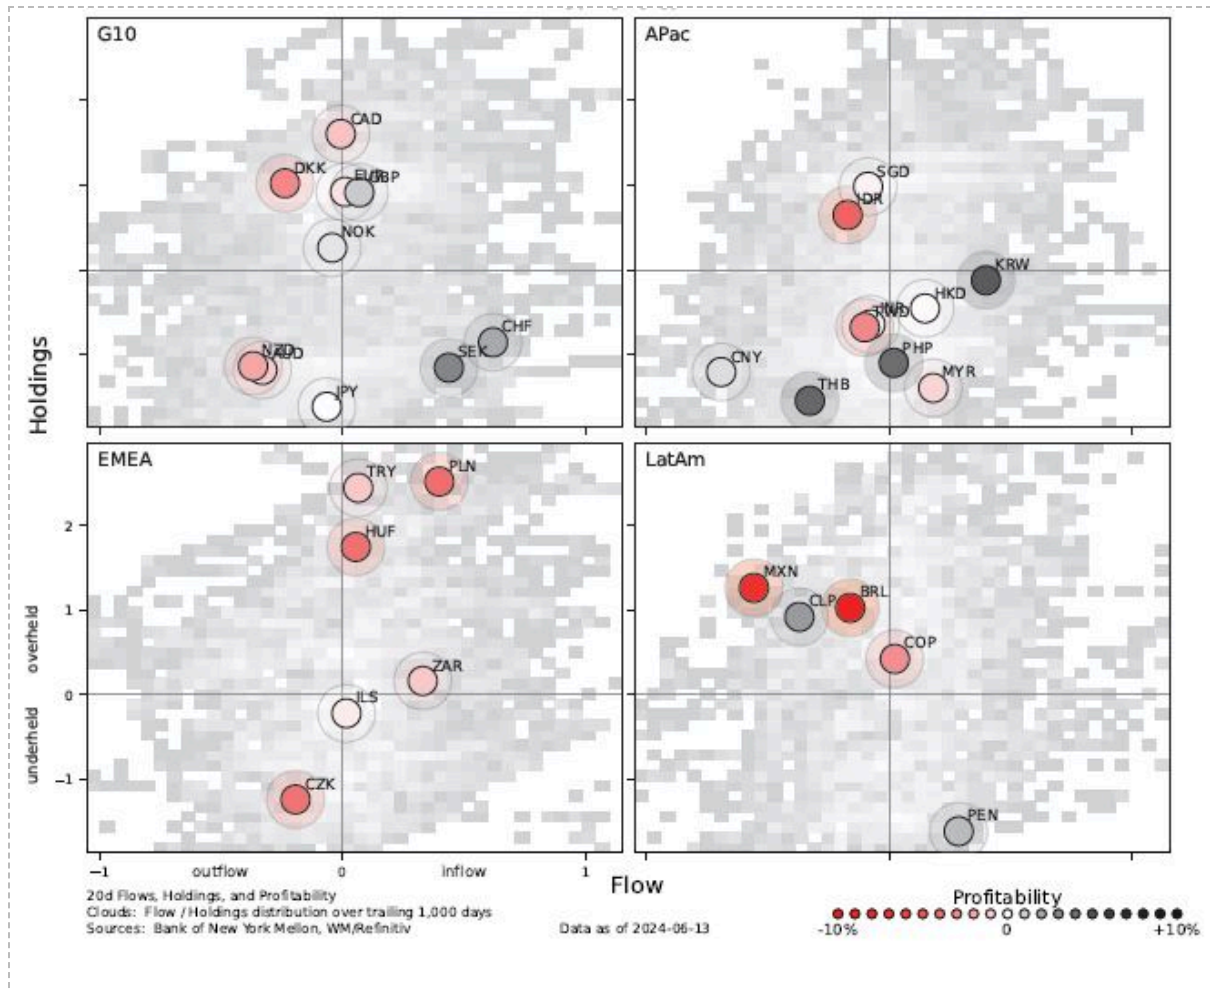 G10
CAD
DKK
EUR
GBP
NOK
CHF
SEK
NZD
AUD
JPY
APac
SGD
IDR
KRW
HKD
INR
TWD
PHP
CNY
MYR
THB
Holdings
EMEA
TRY
PLN
HUF
ZAR
ILS
CZK
2
1
0
−1
overheld
underheld
LatAm
MXN
CLP
BRL
COP
PEN
−1 outflow 0 inflow 1
Flow
20d Flows, Holdings, and Profitability
Clouds: Flow / Holdings distribution over trailing 1,000 days
Sources: Bank of New York Mellon, WM/Refinitiv
Data as of 2024-06-13
Profitability
-10% 0 +10%